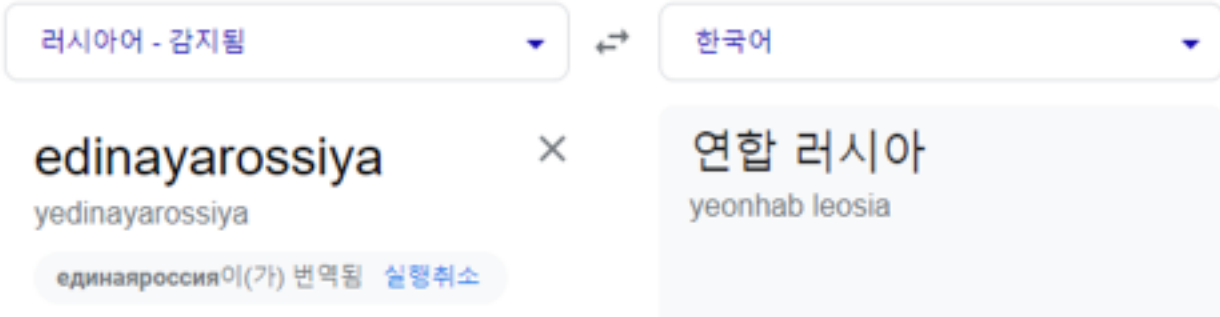 러시아어 - 감지됨
한국어
edinayarossiya
yedinayarossiya
единаяроссия이(가) 번역됨 실행취소
연합 러시아
yeonhab leosia